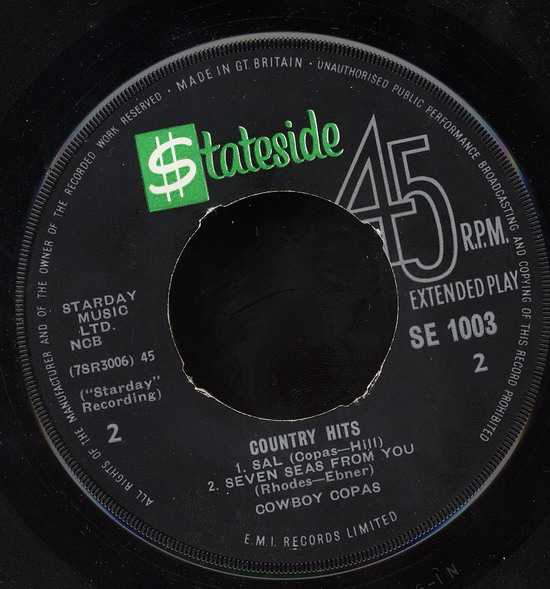 ALL RIGHTS OF THE MANUFACTURER AND OF THE OWNER OF THE RECORDED WORK RESERVED · MADE IN GT. BRITAIN · UNAUTHORISED PUBLIC PERFORMANCE BROADCASTING AND COPYING OF THIS RECORD PROHIBITED
$tateside
45
R.P.M.
EXTENDED PLAY
SE 1003
2
STARDAY
MUSIC
LTD.
NCB
(7SR3006) 45
("Starday"
Recording)
2
COUNTRY HITS
1. SAL (Copas—Hill)
2. SEVEN SEAS FROM YOU
(Rhodes—Ebner)
COWBOY COPAS
E.M.I. RECORDS LIMITED